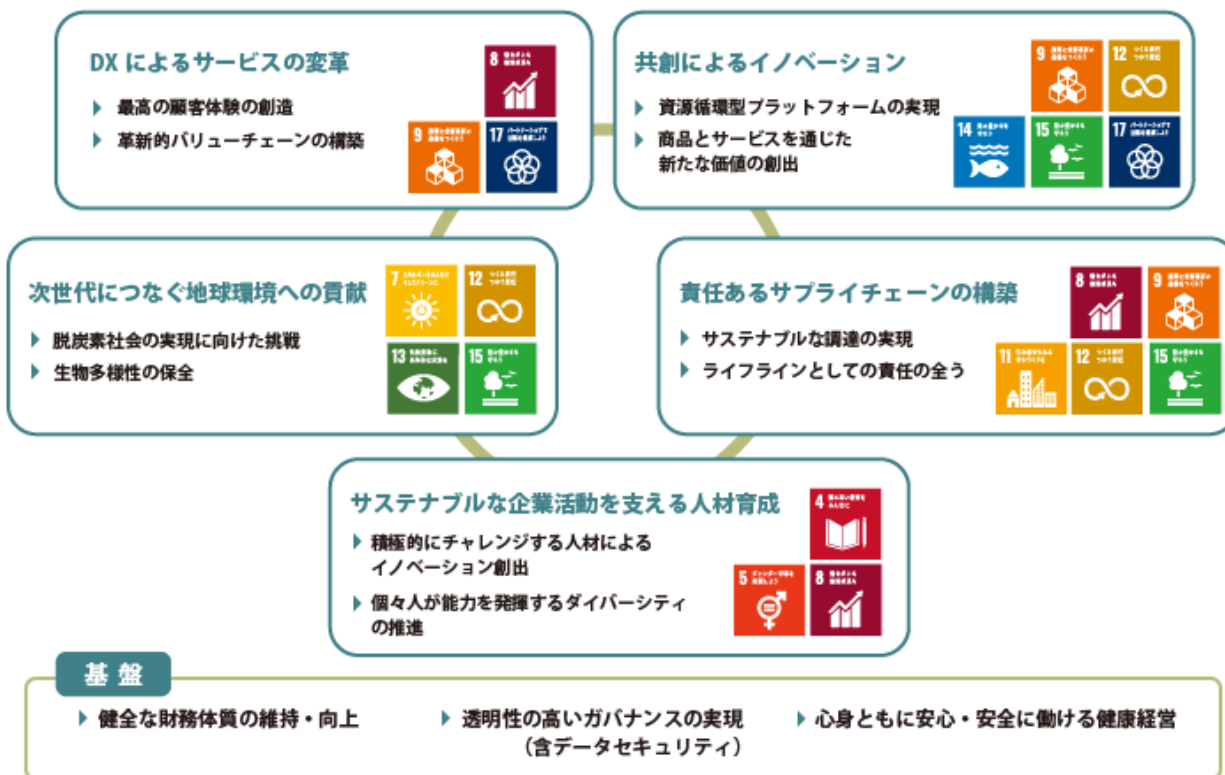 DXによるサービスの変革
最高の顧客体験の創造
革新的バリューチェーンの構築
8
9
17
共創によるイノベーション
資源循環型プラットフォームの実現
商品とサービスを通じた
新たな価値の創出
9
12
14
15
17
次世代につなぐ地球環境への貢献
脱炭素社会の実現に向けた挑戦
生物多様性の保全
7
12
13
15
責任あるサプライチェーンの構築
サステナブルな調達の実現
ライフラインとしての責任の全う
8
9
11
12
15
サステナブルな企業活動を支える人材育成
積極的にチャレンジする人材による
イノベーション創出
個々人が能力を発揮するダイバーシティ
の推進
4
5
8
基盤
健全な財務体質の維持・向上
透明性の高いガバナンスの実現
（含データセキュリティ）
心身ともに安心・安全に働ける健康経営